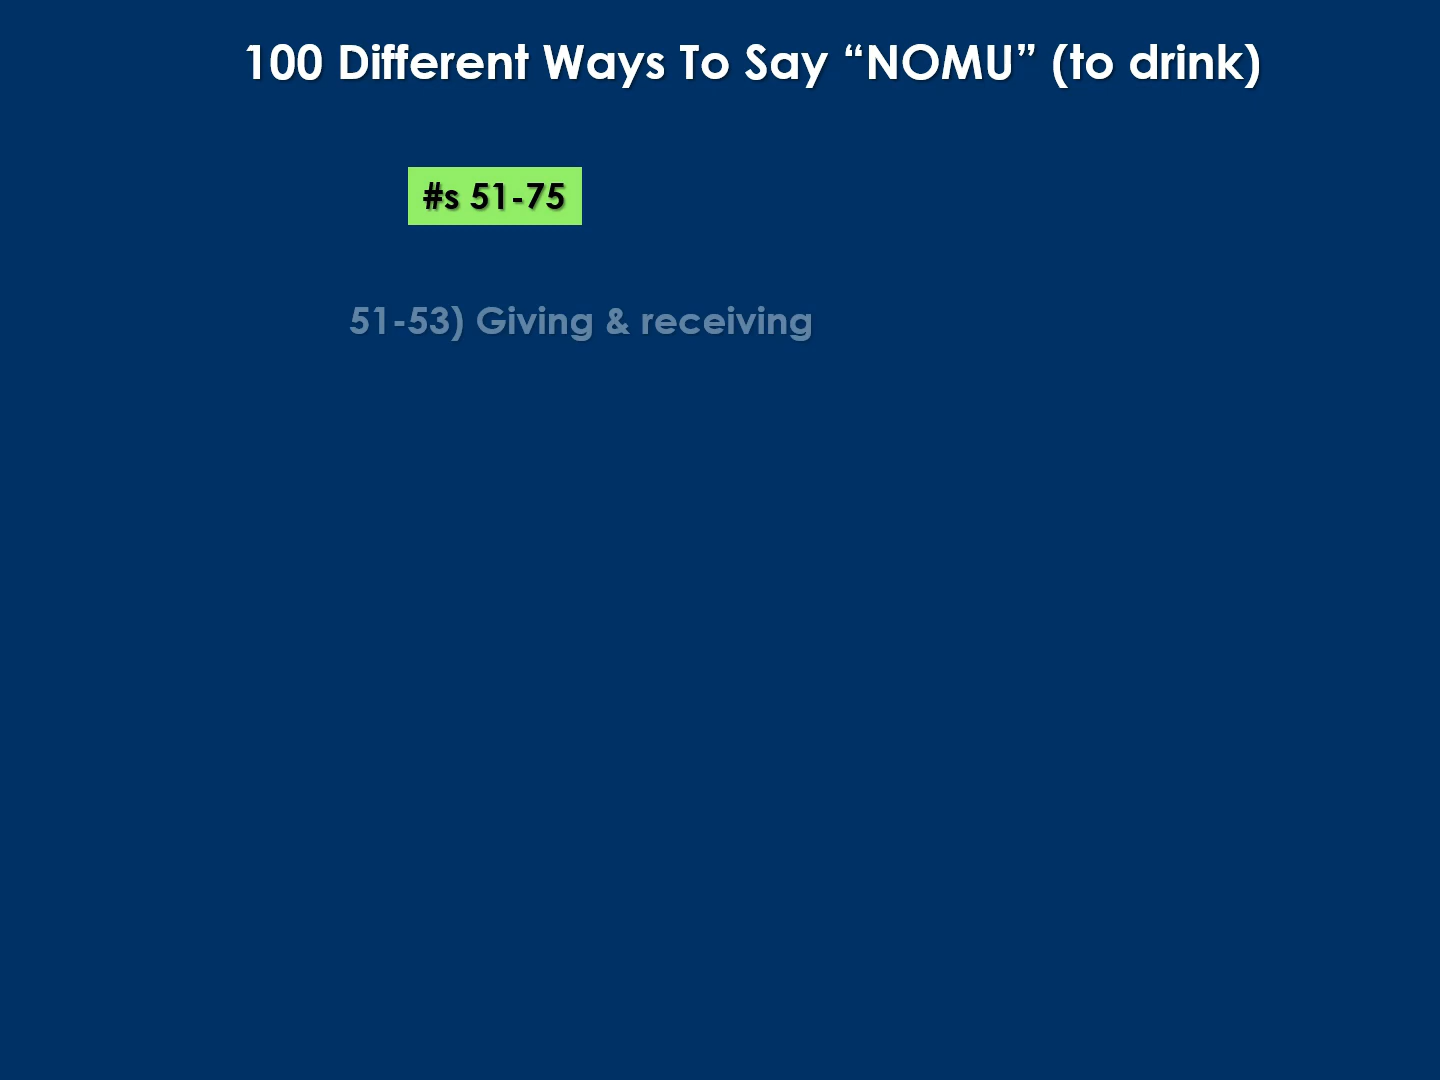 100 Different Ways To Say “NOMU” (to drink)
#s 51-75
51-53) Giving & receiving